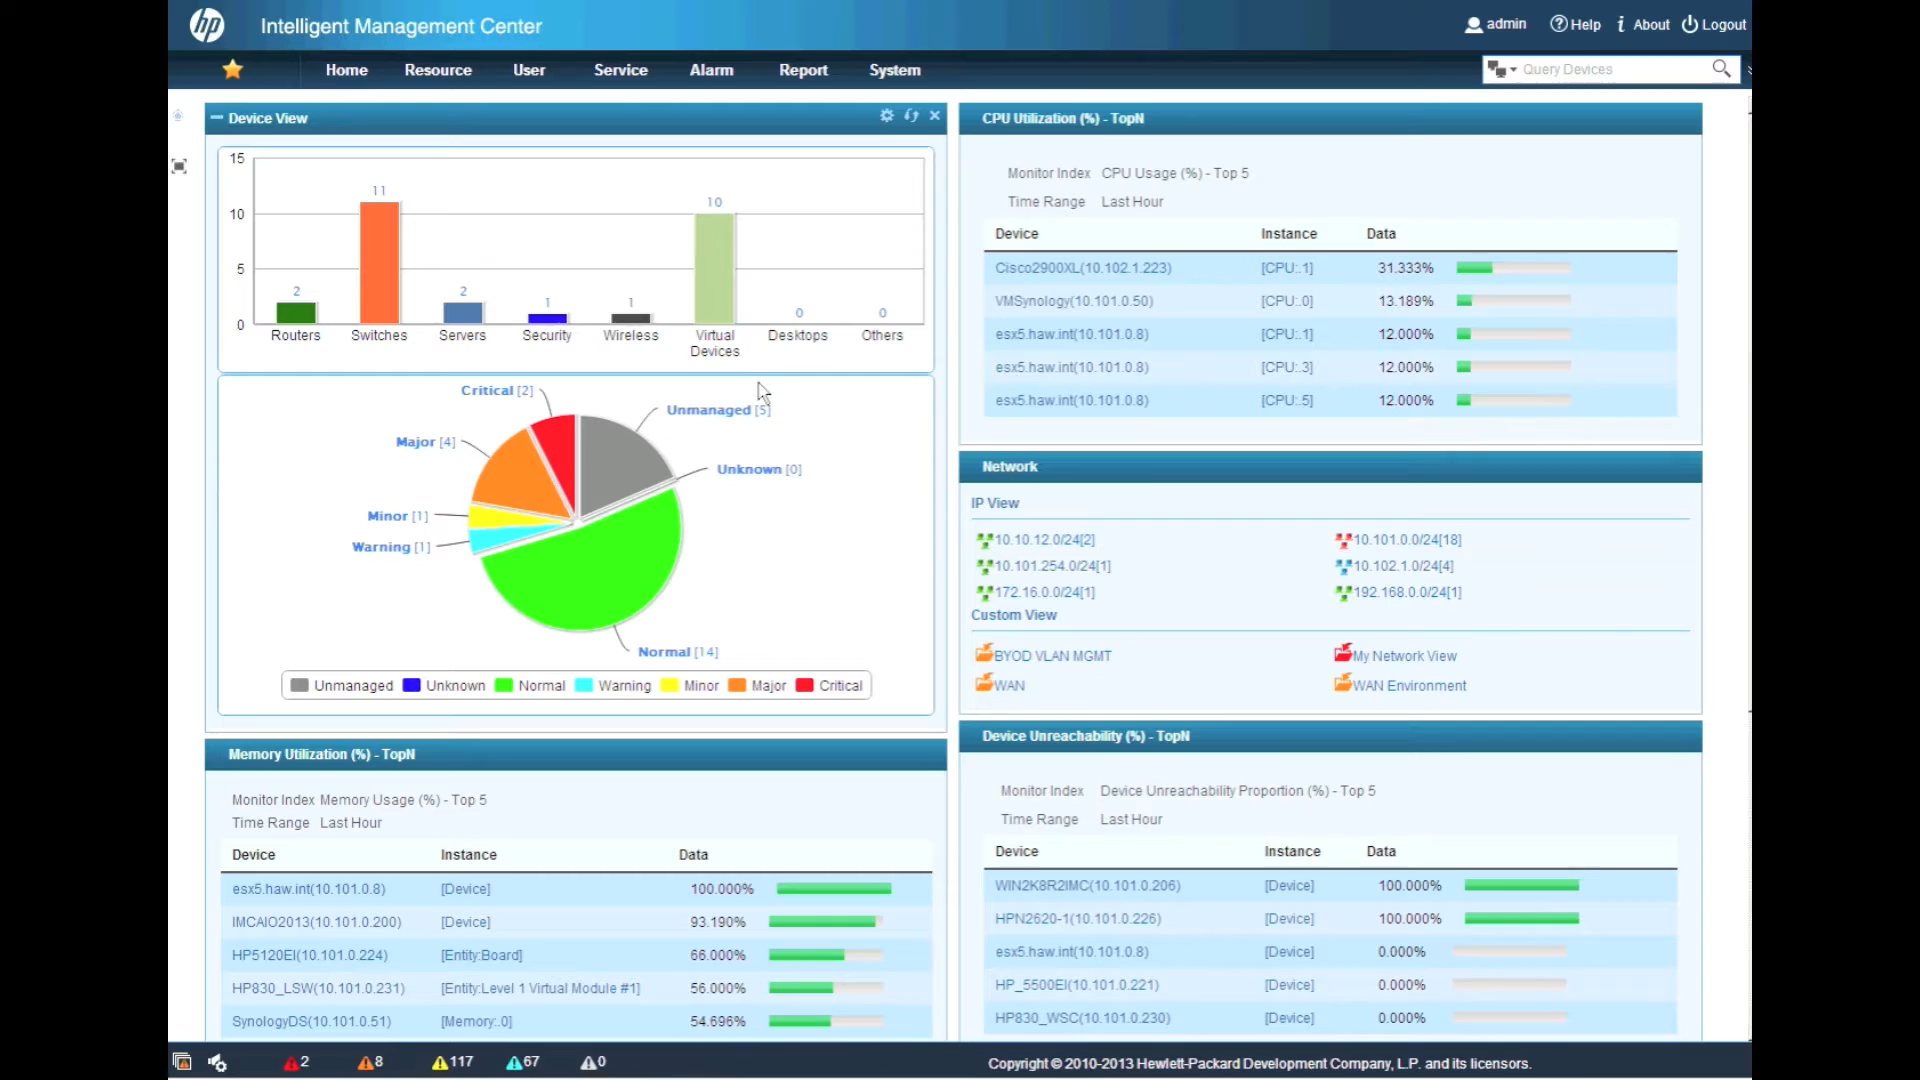 hp Intelligent Management Center
admin Help About Logout
Home Resource User Service Alarm Report System
Query Devices
Device View
15
10
5
0
2 11 2 1 1 10 0 0
Routers Switches Servers Security Wireless Virtual Devices Desktops Others
Critical [2]
Unmanaged [5]
Major [4]
Unknown [0]
Minor [1]
Warning [1]
Normal [14]
Unmanaged Unknown Normal Warning Minor Major Critical
Memory Utilization (%) - TopN
Monitor Index Memory Usage (%) - Top 5
Time Range Last Hour
Device Instance Data
esx5.haw.int(10.101.0.8) [Device] 100.000%
IMCAIO2013(10.101.0.200) [Device] 93.190%
HP5120EI(10.101.0.224) [Entity:Board] 66.000%
HP830_LSW(10.101.0.231) [Entity:Level 1 Virtual Module #1] 56.000%
SynologyDS(10.101.0.51) [Memory:.0] 54.696%
CPU Utilization (%) - TopN
Monitor Index CPU Usage (%) - Top 5
Time Range Last Hour
Device Instance Data
Cisco2900XL(10.102.1.223) [CPU:.1] 31.333%
VMSynology(10.101.0.50) [CPU:.0] 13.189%
esx5.haw.int(10.101.0.8) [CPU:.1] 12.000%
esx5.haw.int(10.101.0.8) [CPU:.3] 12.000%
esx5.haw.int(10.101.0.8) [CPU:.5] 12.000%
Network
IP View
10.10.12.0/24[2] 10.101.0.0/24[18]
10.101.254.0/24[1] 10.102.1.0/24[4]
172.16.0.0/24[1] 192.168.0.0/24[1]
Custom View
BYOD VLAN MGMT My Network View
WAN WAN Environment
Device Unreachability (%) - TopN
Monitor Index Device Unreachability Proportion (%) - Top 5
Time Range Last Hour
Device Instance Data
WIN2K8R2IMC(10.101.0.206) [Device] 100.000%
HPN2620-1(10.101.0.226) [Device] 100.000%
esx5.haw.int(10.101.0.8) [Device] 0.000%
HP_5500EI(10.101.0.221) [Device] 0.000%
HP830_WSC(10.101.0.230) [Device] 0.000%
2 8 117 67 0
Copyright © 2010-2013 Hewlett-Packard Development Company, L.P. and its licensors.